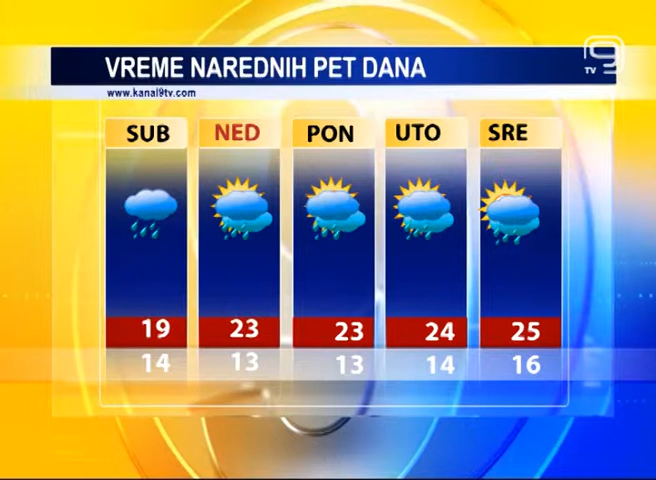 VREME NAREDNIH PET DANA
9
TV
www.kanal9tv.com
SUB NED PON UTO SRE
19 23 23 24 25
14 13 13 14 16